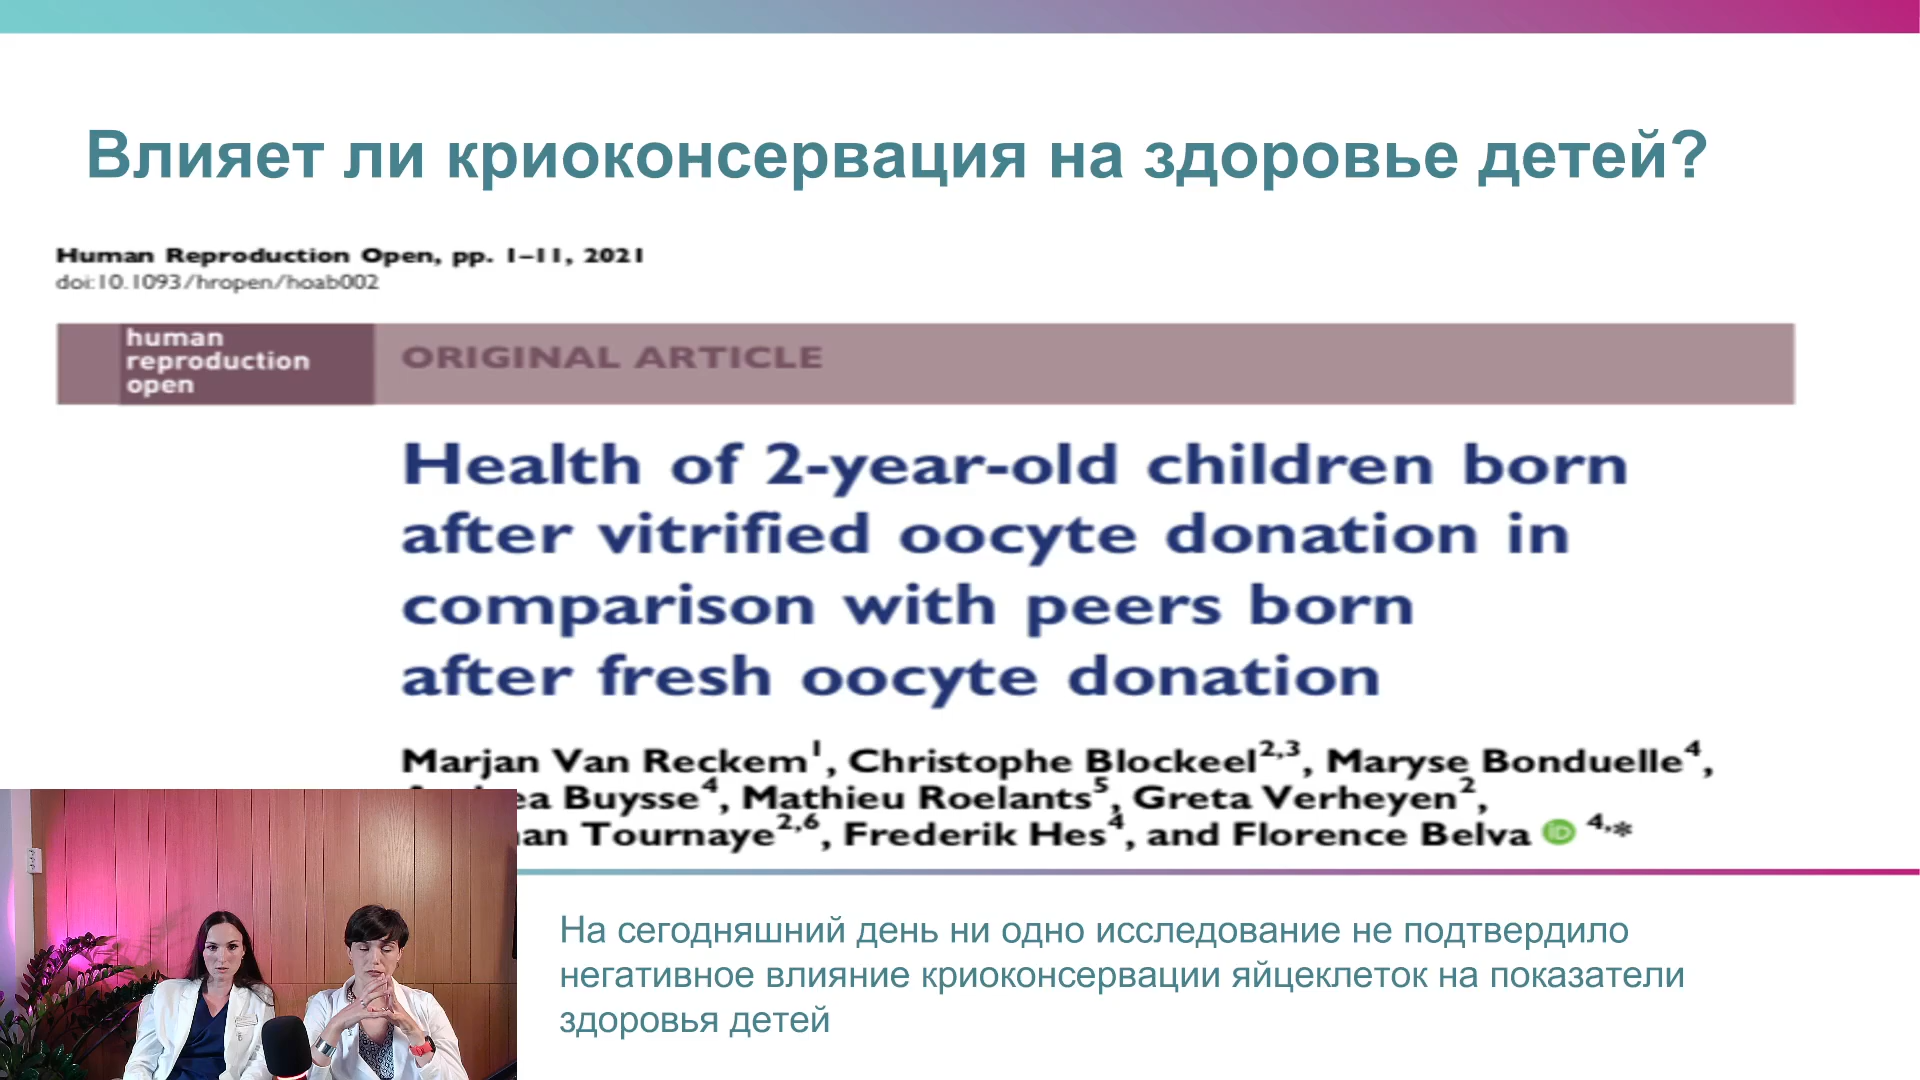 Влияет ли криоконсервация на здоровье детей?
Human Reproduction Open, pp. 1–11, 2021
doi:10.1093/hropen/hoab002
human
reproduction
open
ORIGINAL ARTICLE
Health of 2-year-old children born
after vitrified oocyte donation in
comparison with peers born
after fresh oocyte donation
Marjan Van Reckem1, Christophe Blockeel2,3, Maryse Bonduelle4,
Buysse4, Mathieu Roelants5, Greta Verheyen2,
Tournaye2,6, Frederik Hes4, and Florence Belva iD 4,*
На сегодняшний день ни одно исследование не подтвердило
негативное влияние криоконсервации яйцеклеток на показатели
здоровья детей